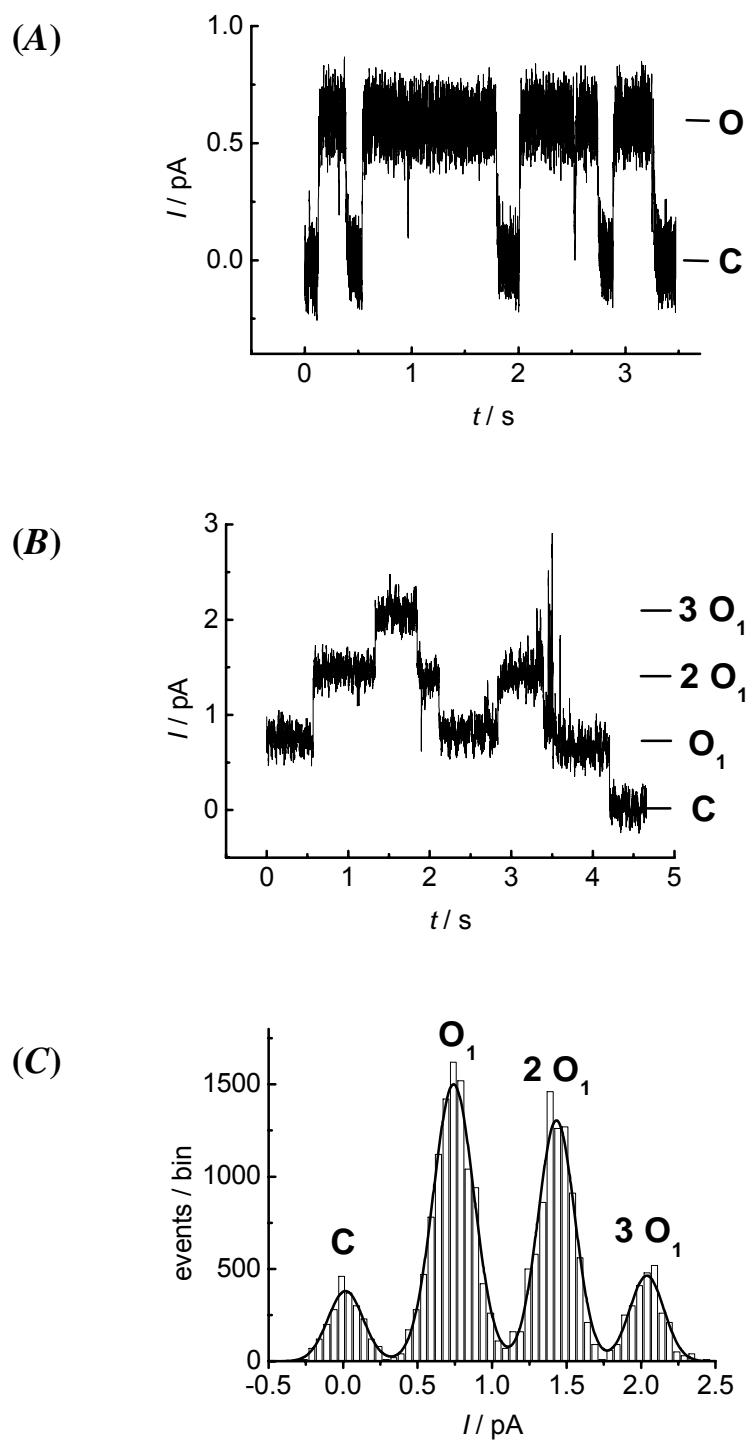 (A)
1.0
0.5
0.0
I / pA
O
C
0 1 2 3
t / s
(B)
3
2
1
0
I / pA
3 O₁
2 O₁
O₁
C
0 1 2 3 4 5
t / s
(C)
1500
1000
500
0
events / bin
C
O₁
2 O₁
3 O₁
-0.5 0.0 0.5 1.0 1.5 2.0 2.5
I / pA